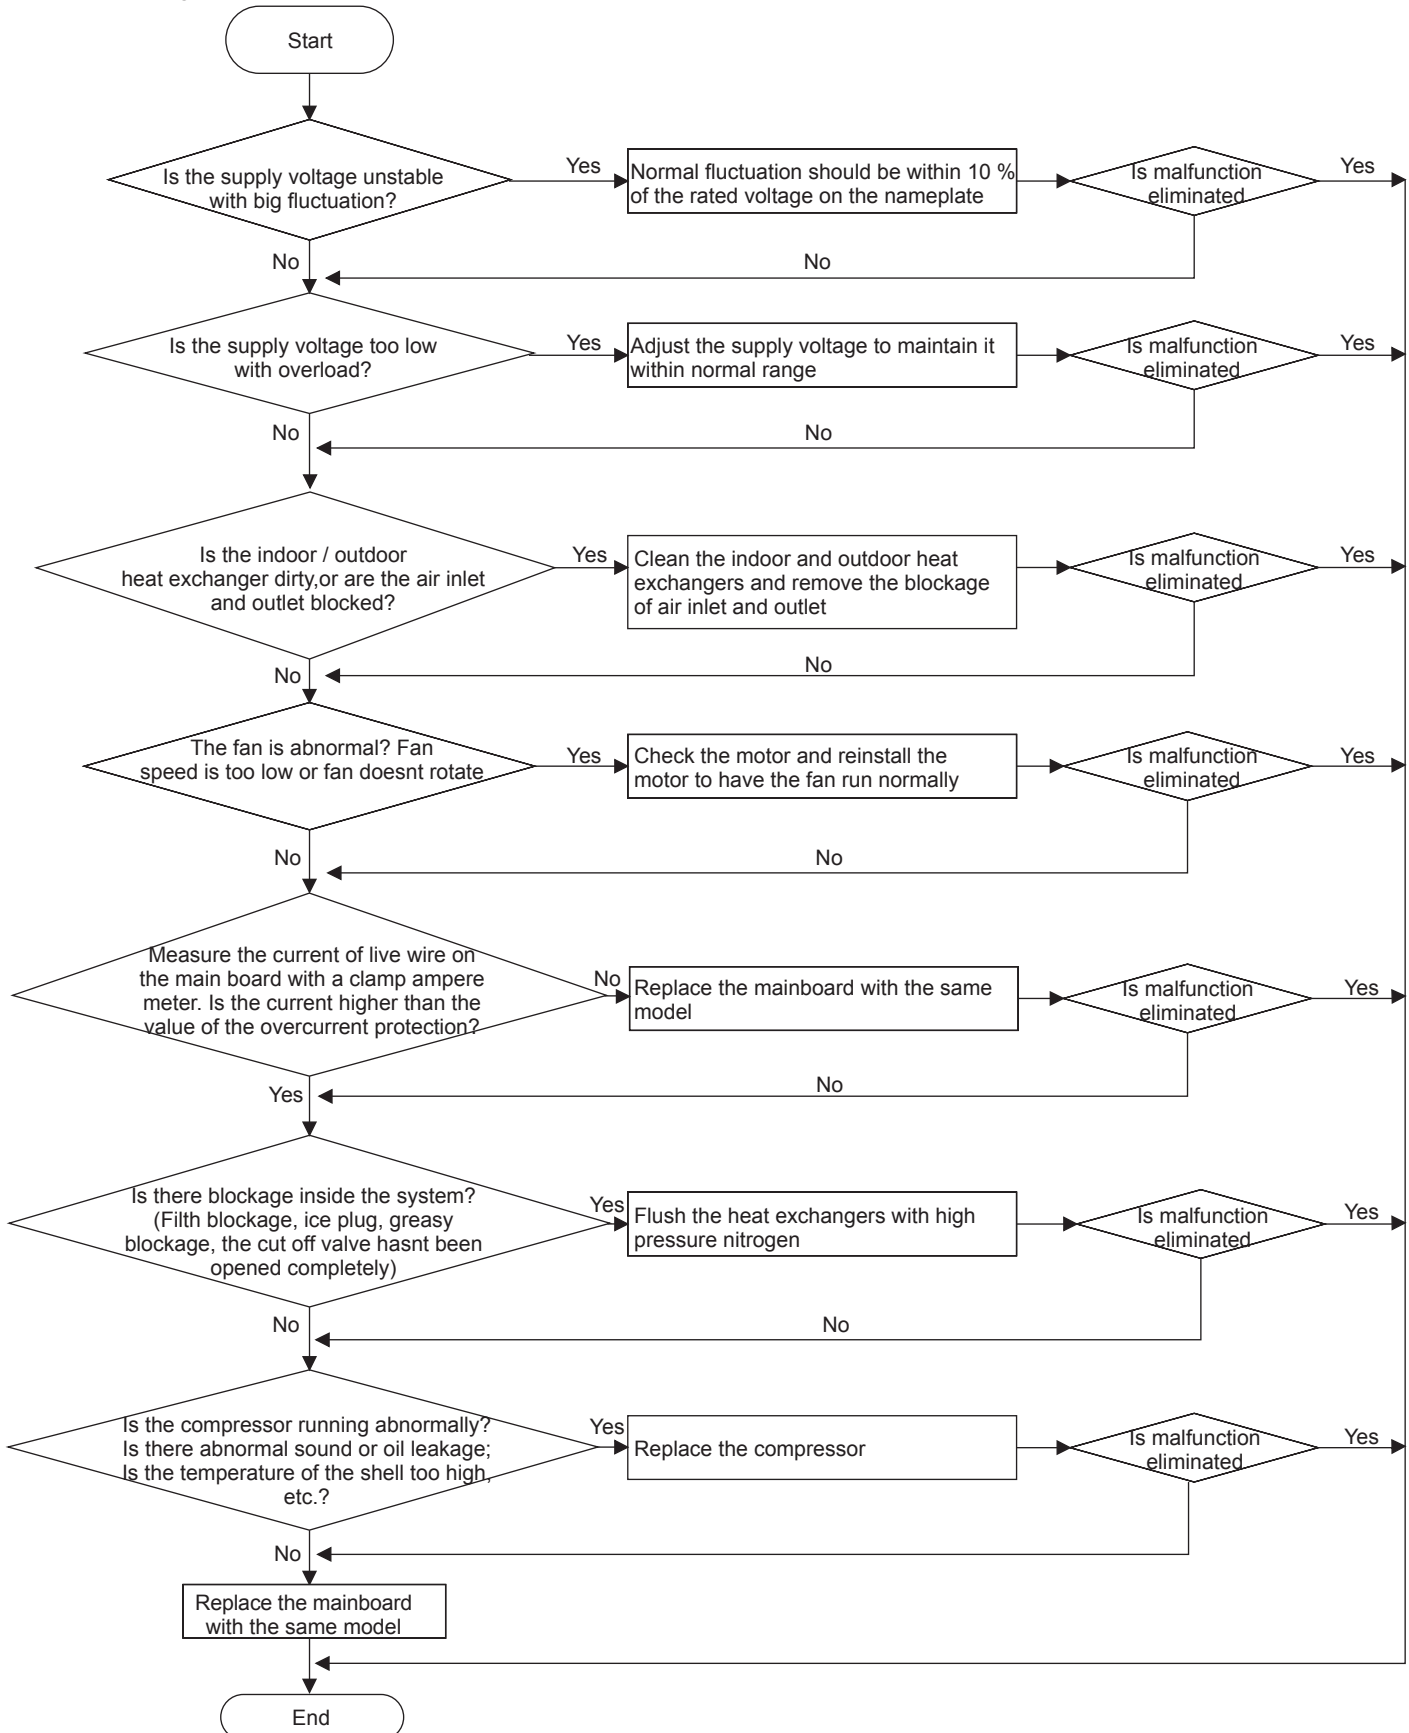 Start
Is the supply voltage unstable
with big fluctuation?
Yes
Normal fluctuation should be within 10 %
of the rated voltage on the nameplate
Is malfunction
eliminated
Yes
No
No
Is the supply voltage too low
with overload?
Yes
Adjust the supply voltage to maintain it
within normal range
Is malfunction
eliminated
Yes
No
No
Is the indoor / outdoor
heat exchanger dirty,or are the air inlet
and outlet blocked?
Yes
Clean the indoor and outdoor heat
exchangers and remove the blockage
of air inlet and outlet
Is malfunction
eliminated
Yes
No
No
The fan is abnormal? Fan
speed is too low or fan doesnt rotate
Yes
Check the motor and reinstall the
motor to have the fan run normally
Is malfunction
eliminated
Yes
No
No
Measure the current of live wire on
the main board with a clamp ampere
meter. Is the current higher than the
value of the overcurrent protection?
No
Replace the mainboard with the same
model
Is malfunction
eliminated
Yes
Yes
No
Is there blockage inside the system?
(Filth blockage, ice plug, greasy
blockage, the cut off valve hasnt been
opened completely)
Yes
Flush the heat exchangers with high
pressure nitrogen
Is malfunction
eliminated
Yes
No
No
Is the compressor running abnormally?
Is there abnormal sound or oil leakage;
Is the temperature of the shell too high,
etc.?
Yes
Replace the compressor
Is malfunction
eliminated
Yes
No
Replace the mainboard
with the same model
End